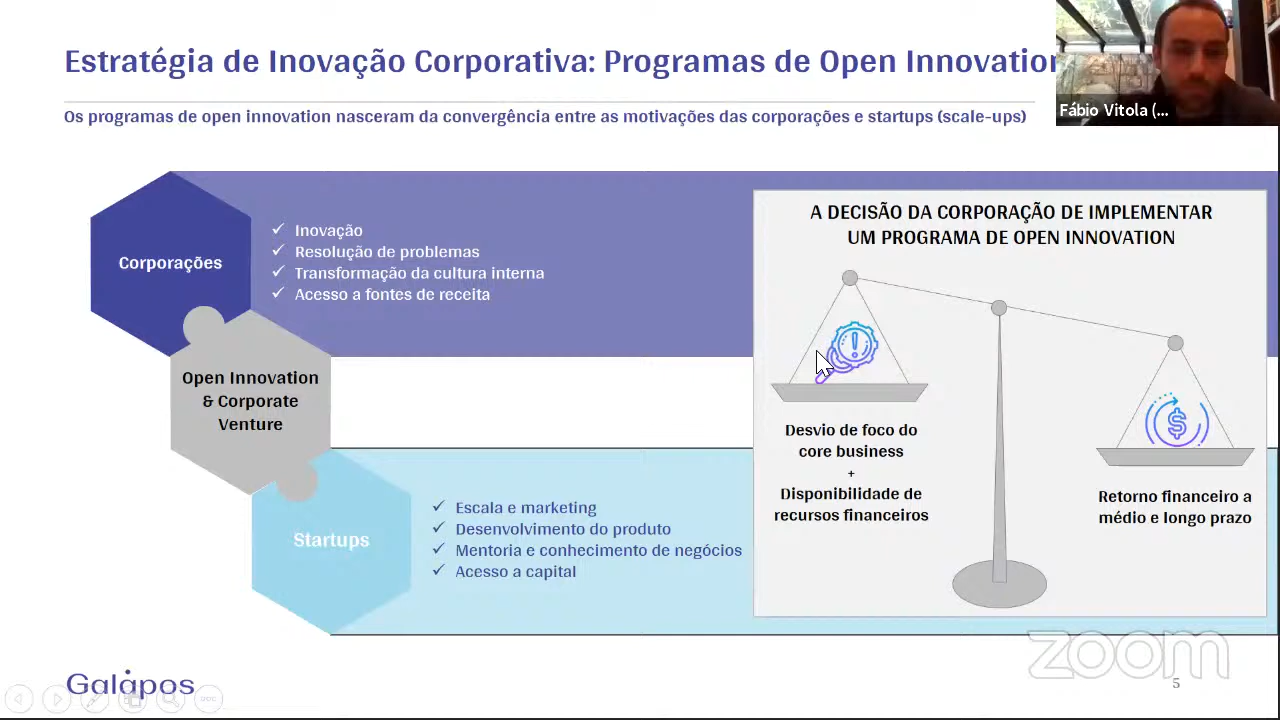 Estratégia de Inovação Corporativa: Programas de Open Innovation
Os programas de open innovation nasceram da convergência entre as motivações das corporações e startups (scale-ups)
Fábio Vitola (...
Corporações
✓ Inovação
✓ Resolução de problemas
✓ Transformação da cultura interna
✓ Acesso a fontes de receita
Open Innovation
& Corporate
Venture
Startups
✓ Escala e marketing
✓ Desenvolvimento do produto
✓ Mentoria e conhecimento de negócios
✓ Acesso a capital
A DECISÃO DA CORPORAÇÃO DE IMPLEMENTAR
UM PROGRAMA DE OPEN INNOVATION
Desvio de foco do
core business
+
Disponibilidade de
recursos financeiros
Retorno financeiro a
médio e longo prazo
Galapos
zoom
5